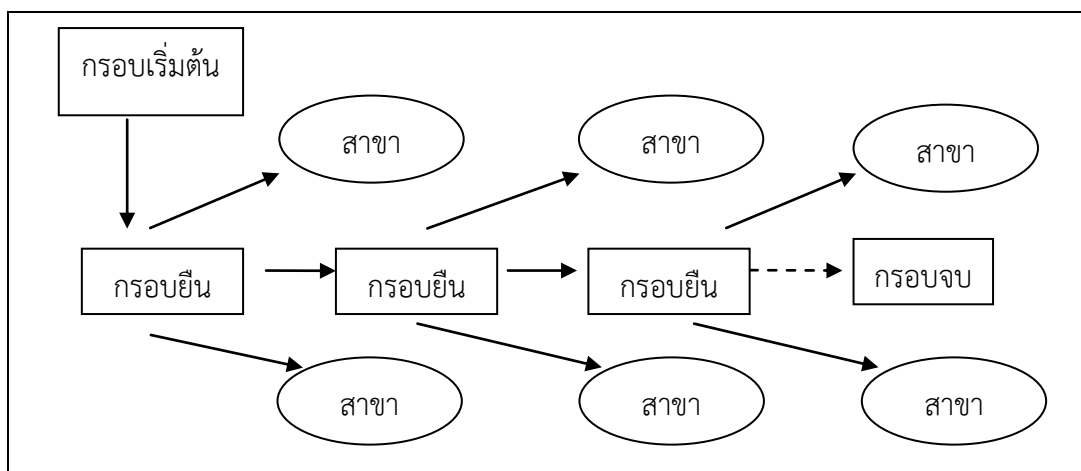 กรอบเริ่มต้น
สาขา
สาขา
สาขา
กรอบยืน
กรอบยืน
กรอบยืน
กรอบจบ
สาขา
สาขา
สาขา